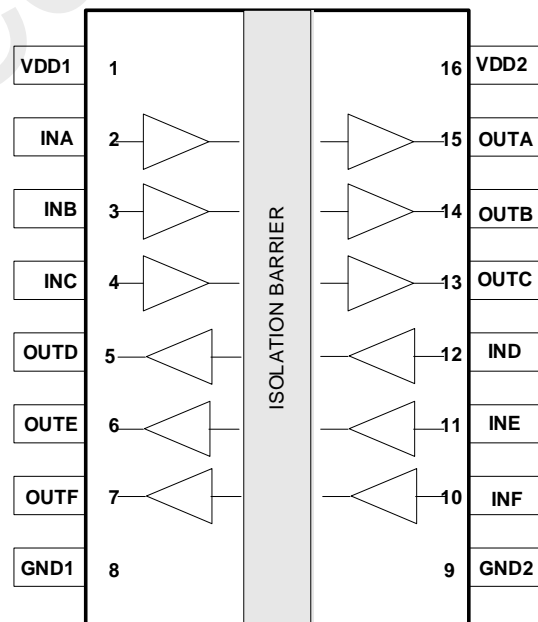 VDD1 1 16 VDD2
INA 2 15 OUTA
INB 3 14 OUTB
INC 4 13 OUTC
OUTD 5 12 IND
OUTE 6 11 INE
OUTF 7 10 INF
GND1 8 9 GND2
ISOLATION BARRIER